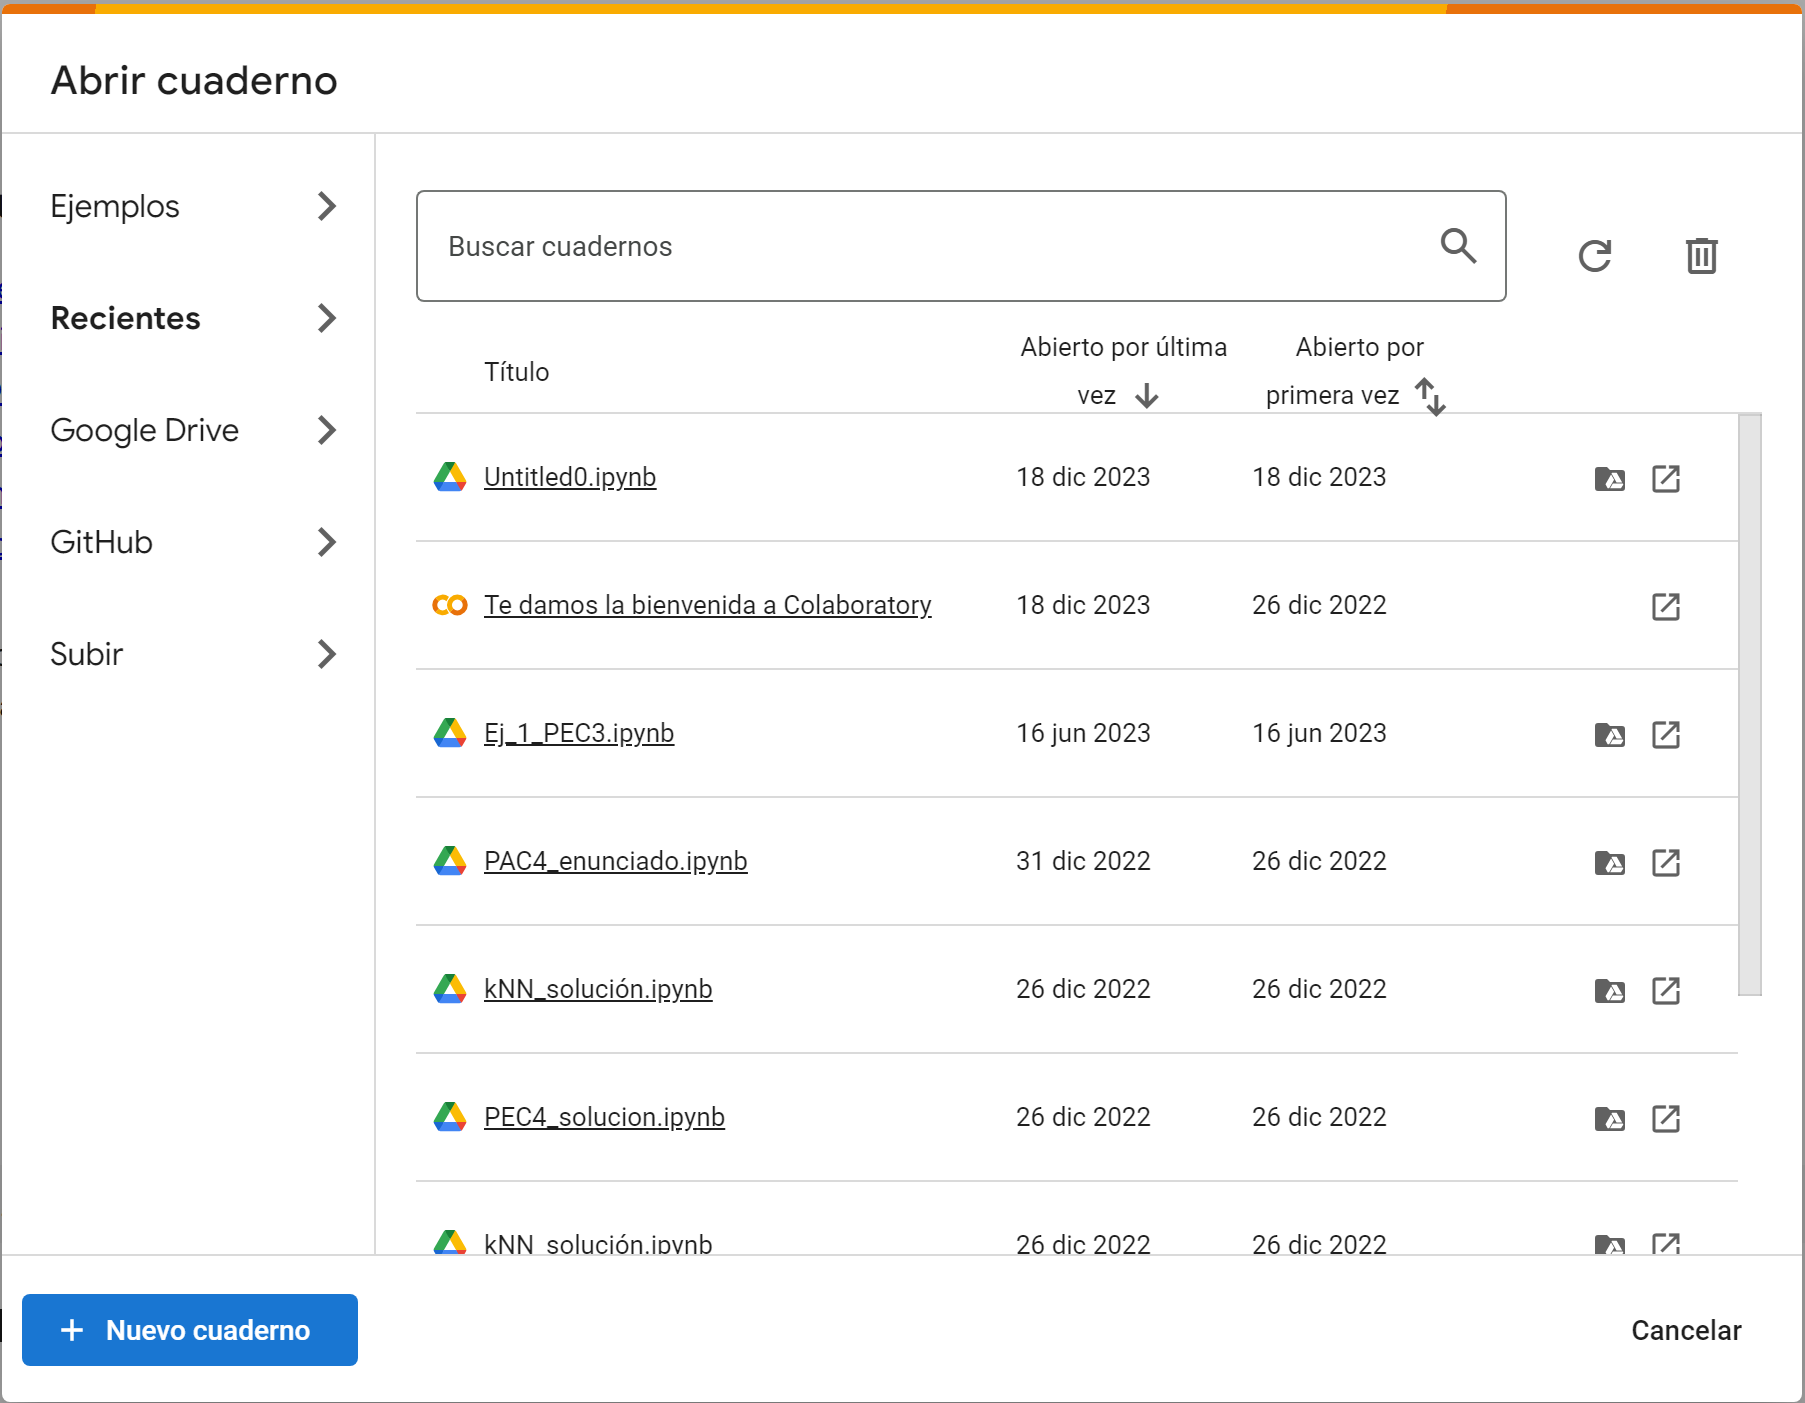 Abrir cuaderno
Ejemplos
Recientes
Google Drive
GitHub
Subir
Buscar cuadernos
Título
Abierto por última
vez
Abierto por
primera vez
Untitled0.ipynb 18 dic 2023 18 dic 2023
Te damos la bienvenida a Colaboratory 18 dic 2023 26 dic 2022
Ej_1_PEC3.ipynb 16 jun 2023 16 jun 2023
PAC4_enunciado.ipynb 31 dic 2022 26 dic 2022
kNN_solución.ipynb 26 dic 2022 26 dic 2022
PEC4_solucion.ipynb 26 dic 2022 26 dic 2022
kNN_solución.ipynb 26 dic 2022 26 dic 2022
+ Nuevo cuaderno
Cancelar